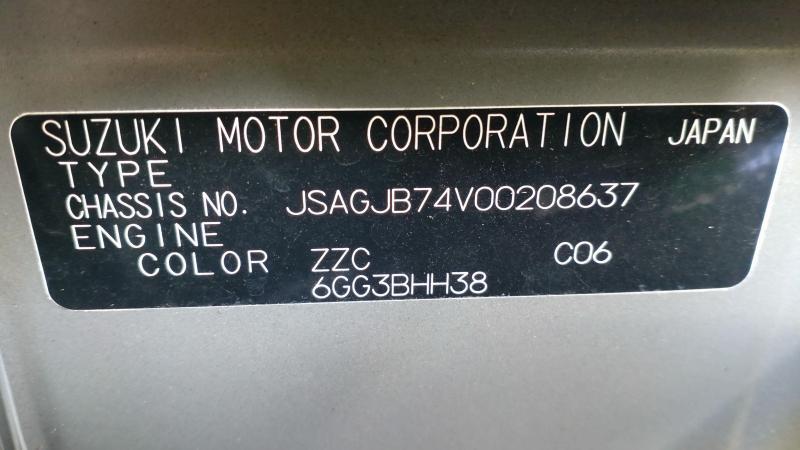 SUZUKI MOTOR CORPORATION JAPAN
TYPE
CHASSIS NO. JSAGJB74V00208637
ENGINE
COLOR ZZC C06
6GG3BHH38